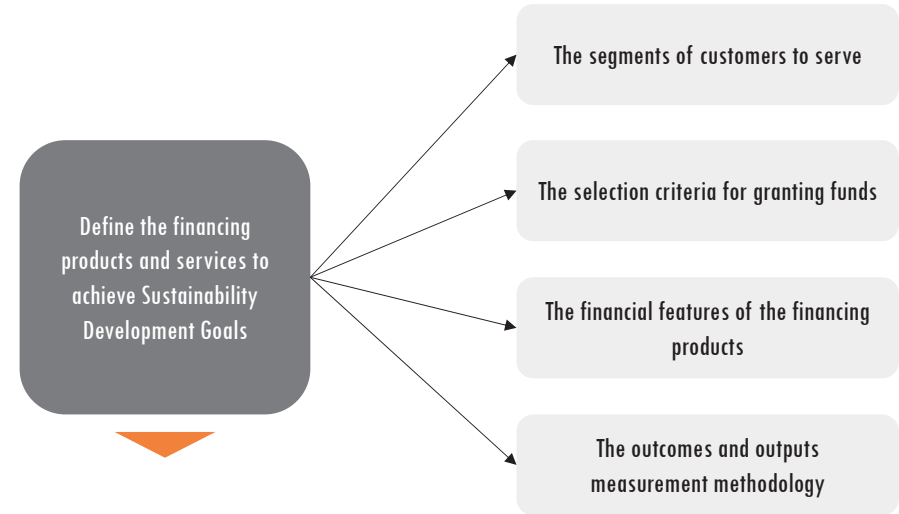 Define the financing
products and services to
achieve Sustainability
Development Goals
The segments of customers to serve
The selection criteria for granting funds
The financial features of the financing
products
The outcomes and outputs
measurement methodology